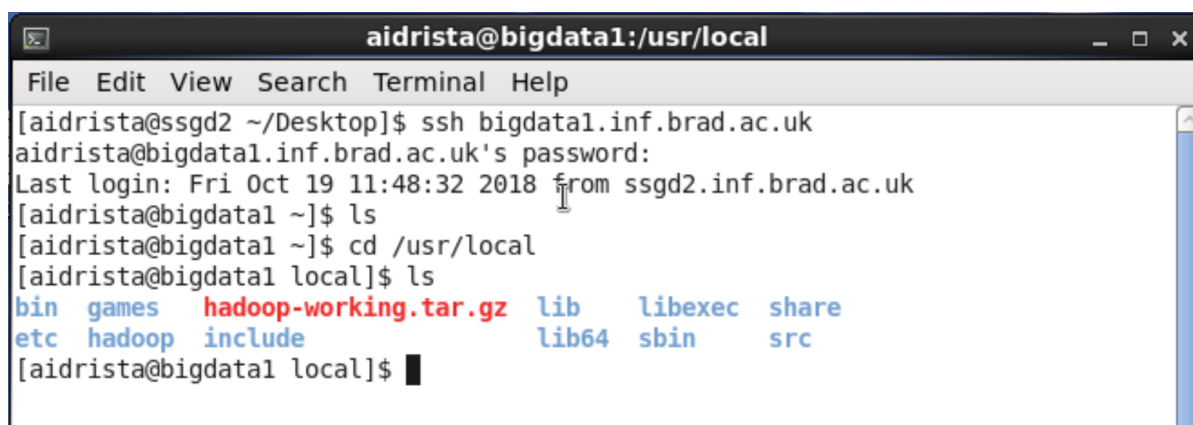 aidrista@bigdata1:/usr/local
File Edit View Search Terminal Help
[aidrista@ssgd2 ~/Desktop]$ ssh bigdata1.inf.brad.ac.uk
aidrista@bigdata1.inf.brad.ac.uk's password:
Last login: Fri Oct 19 11:48:32 2018 from ssgd2.inf.brad.ac.uk
[aidrista@bigdata1 ~]$ ls
[aidrista@bigdata1 ~]$ cd /usr/local
[aidrista@bigdata1 local]$ ls
bin games hadoop-working.tar.gz lib libexec share
etc hadoop include lib64 sbin src
[aidrista@bigdata1 local]$